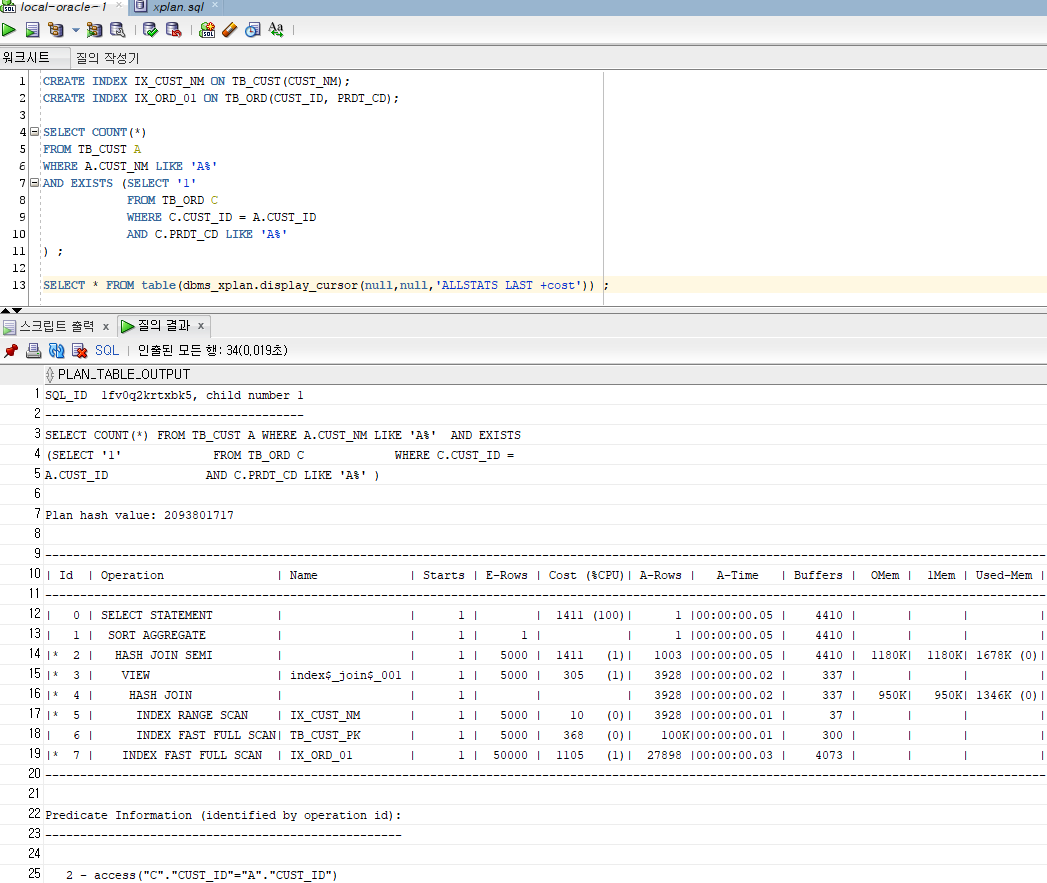 local-oracle-1 × xplan.sql ×
워크시트 질의 작성기
1 CREATE INDEX IX_CUST_NM ON TB_CUST(CUST_NM);
2 CREATE INDEX IX_ORD_01 ON TB_ORD(CUST_ID, PRDT_CD);
3
4 SELECT COUNT(*)
5 FROM TB_CUST A
6 WHERE A.CUST_NM LIKE 'A%'
7 AND EXISTS (SELECT '1'
8 FROM TB_ORD C
9 WHERE C.CUST_ID = A.CUST_ID
10 AND C.PRDT_CD LIKE 'A%'
11 ) ;
12
13 SELECT * FROM table(dbms_xplan.display_cursor(null,null,'ALLSTATS LAST +cost')) ;
스크립트 출력 x 질의 결과 x
SQL | 인출된 모든 행: 34(0,019초)
PLAN_TABLE_OUTPUT
1 SQL_ID  1fv0q2krtxbk5, child number 1
2 -------------------------------------
3 SELECT COUNT(*) FROM TB_CUST A WHERE A.CUST_NM LIKE 'A%'  AND EXISTS
4 (SELECT '1'             FROM TB_ORD C             WHERE C.CUST_ID =
5 A.CUST_ID              AND C.PRDT_CD LIKE 'A%' )
6
7 Plan hash value: 2093801717
8
9 ---------------------------------------------------------------------------------------------------------------------------------------------
10 | Id  | Operation                | Name             | Starts | E-Rows | Cost (%CPU)| A-Rows |   A-Time   | Buffers |  OMem |  1Mem | Used-Mem |
11 ---------------------------------------------------------------------------------------------------------------------------------------------
12 |   0 | SELECT STATEMENT         |                  |      1 |        |  1411 (100)|      1 |00:00:00.05 |    4410 |       |       |          |
13 |   1 |  SORT AGGREGATE          |                  |      1 |      1 |            |      1 |00:00:00.05 |    4410 |       |       |          |
14 |*  2 |   HASH JOIN SEMI         |                  |      1 |   5000 |  1411   (1)|   1003 |00:00:00.05 |    4410 |  1180K|  1180K| 1678K (0)|
15 |*  3 |    VIEW                  | index$_join$_001 |      1 |   5000 |   305   (1)|   3928 |00:00:00.02 |     337 |       |       |          |
16 |*  4 |     HASH JOIN            |                  |      1 |        |            |   3928 |00:00:00.02 |     337 |   950K|   950K| 1346K (0)|
17 |*  5 |      INDEX RANGE SCAN    | IX_CUST_NM       |      1 |   5000 |    10   (0)|   3928 |00:00:00.01 |      37 |       |       |          |
18 |   6 |      INDEX FAST FULL SCAN| TB_CUST_PK       |      1 |   5000 |   368   (0)|    100K|00:00:00.01 |     300 |       |       |          |
19 |*  7 |    INDEX FAST FULL SCAN  | IX_ORD_01        |      1 |  50000 |  1105   (1)|  27898 |00:00:00.03 |    4073 |       |       |          |
20 ---------------------------------------------------------------------------------------------------------------------------------------------
21
22 Predicate Information (identified by operation id):
23 ---------------------------------------------------
24
25    2 - access("C"."CUST_ID"="A"."CUST_ID")